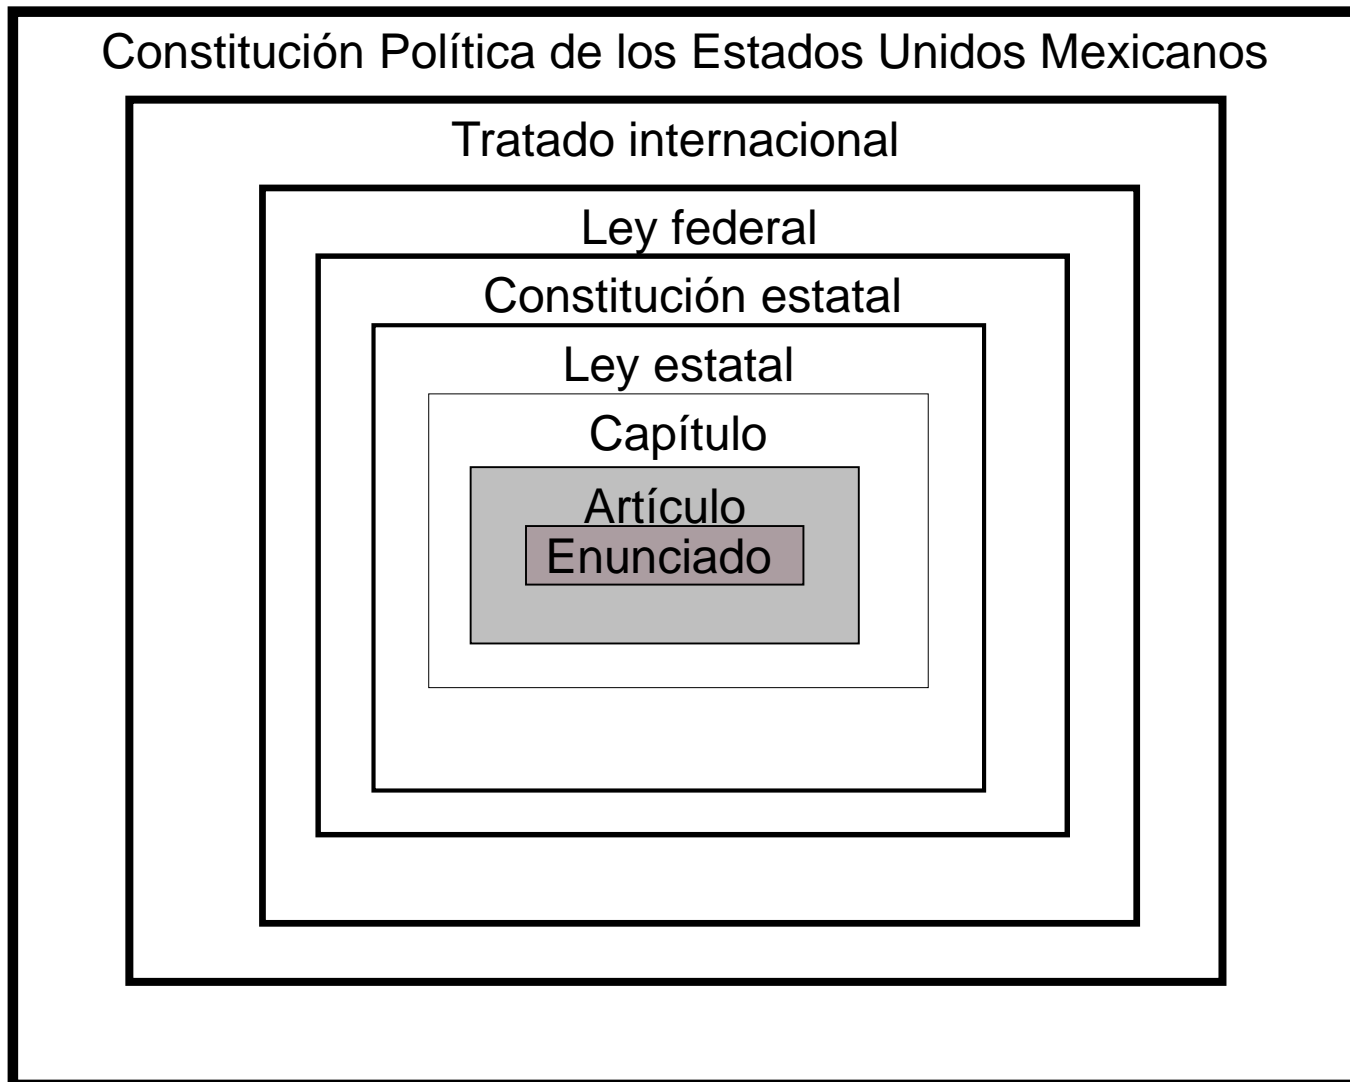 Constitución Política de los Estados Unidos Mexicanos
Tratado internacional
Ley federal
Constitución estatal
Ley estatal
Capítulo
Artículo
Enunciado